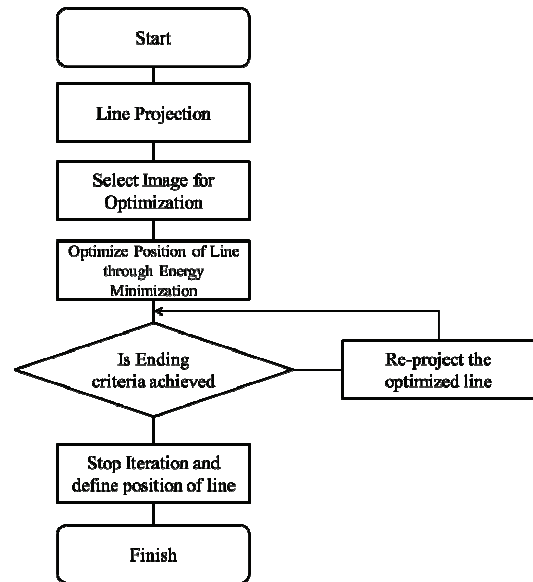 Start
Line Projection
Select Image for
Optimization
Optimize Position of Line
through Energy
Minimization
Is Ending
criteria achieved
Re-project the
optimized line
Stop Iteration and
define position of line
Finish